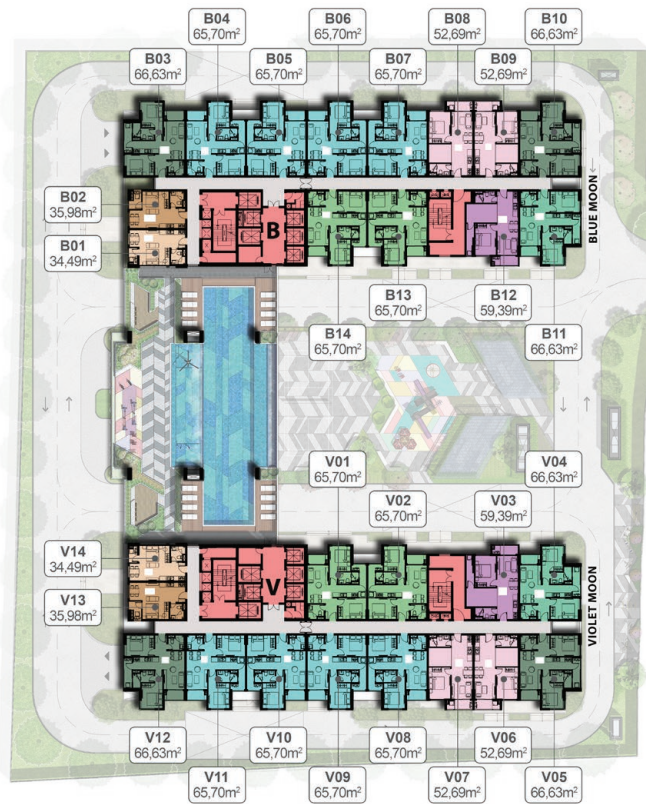 B04
65,70m²
B06
65,70m²
B08
52,69m²
B10
66,63m²
B03
66,63m²
B05
65,70m²
B07
65,70m²
B09
52,69m²
B02
35,98m²
B01
34,49m²
B
BLUE MOON
B14
65,70m²
B13
65,70m²
B12
59,39m²
B11
66,63m²
V01
65,70m²
V02
65,70m²
V03
59,39m²
V04
66,63m²
V14
34,49m²
V13
35,98m²
V
VIOLET MOON
V12
66,63m²
V10
65,70m²
V08
65,70m²
V06
52,69m²
V11
65,70m²
V09
65,70m²
V07
52,69m²
V05
66,63m²